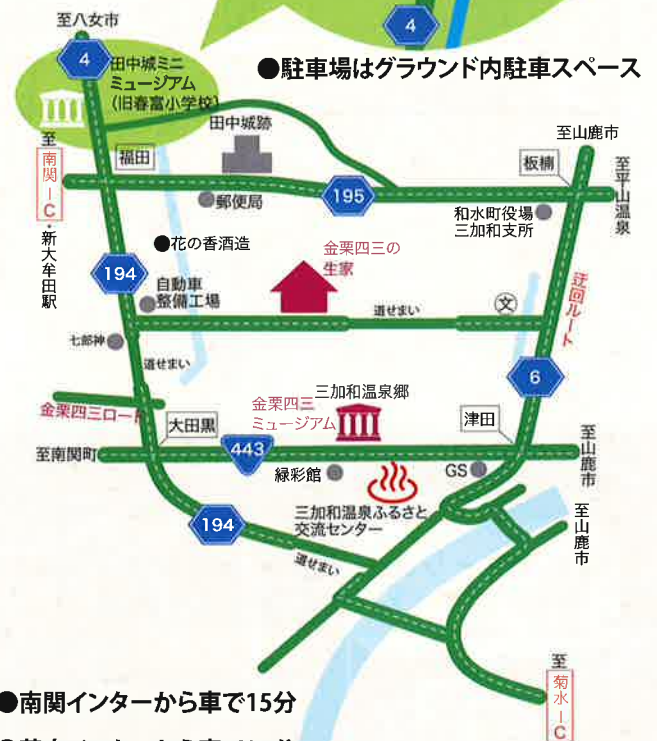 至八女市
4
4
田中城ミニ
ミュージアム
（旧春富小学校）
●駐車場はグラウンド内駐車スペース
至南関IC・新大牟田駅
福田
田中城跡
195
郵便局
至山鹿市
板楠
至平山温泉
和水町役場
三加和支所
●花の香酒造
金栗四三の
生家
194
自動車
整備工場
道せまい
文
迂回ルート
七郎神
道せまい
6
金栗四三ロード
大田黒
金栗四三
ミュージアム
三加和温泉郷
津田
至南関町
443
緑彩館
GS
至山鹿市
三加和温泉ふるさと
交流センター
至山鹿市
194
道せまい
至菊水IC
●南関インターから車で15分